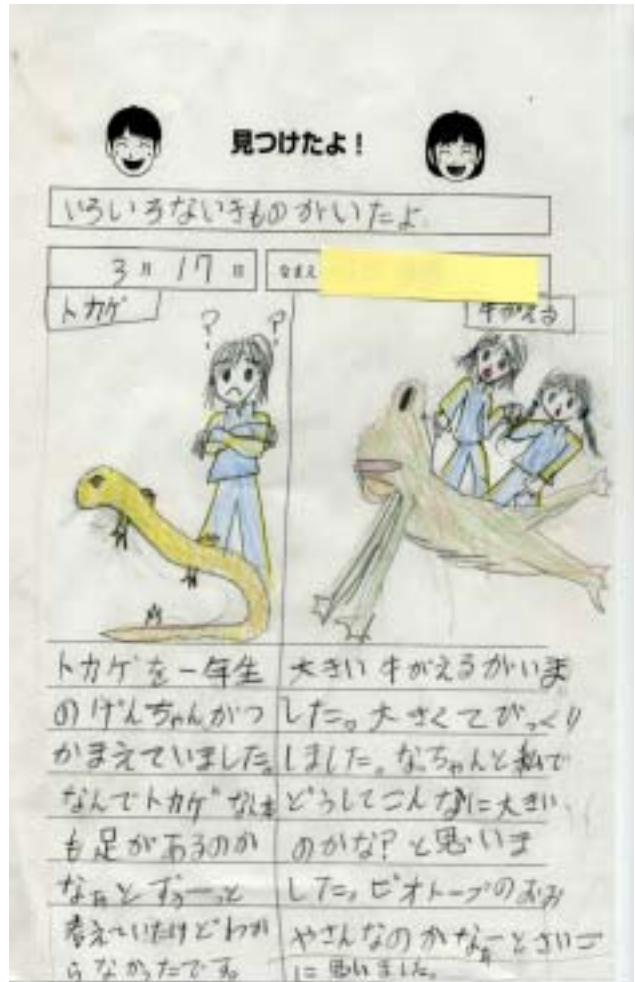 見つけたよ！
いろいろないきものがいたよ
3月17日
なまえ
トカゲ
牛がえる
トカゲを一年生
のげんちゃんがつ
かまえていました。
なんでトカゲなんま
も足があるのか
なぁとずぅーっと
考えていたけどわか
らなかったです。
大きい牛がえるがいま
した。大きくてびっくり
しました。なっちゃんと私で
どうしてこんなに大きい
のかな？と思いま
した。ビオトープのおお
やさんなのかなぁーとさいご
に思いました。